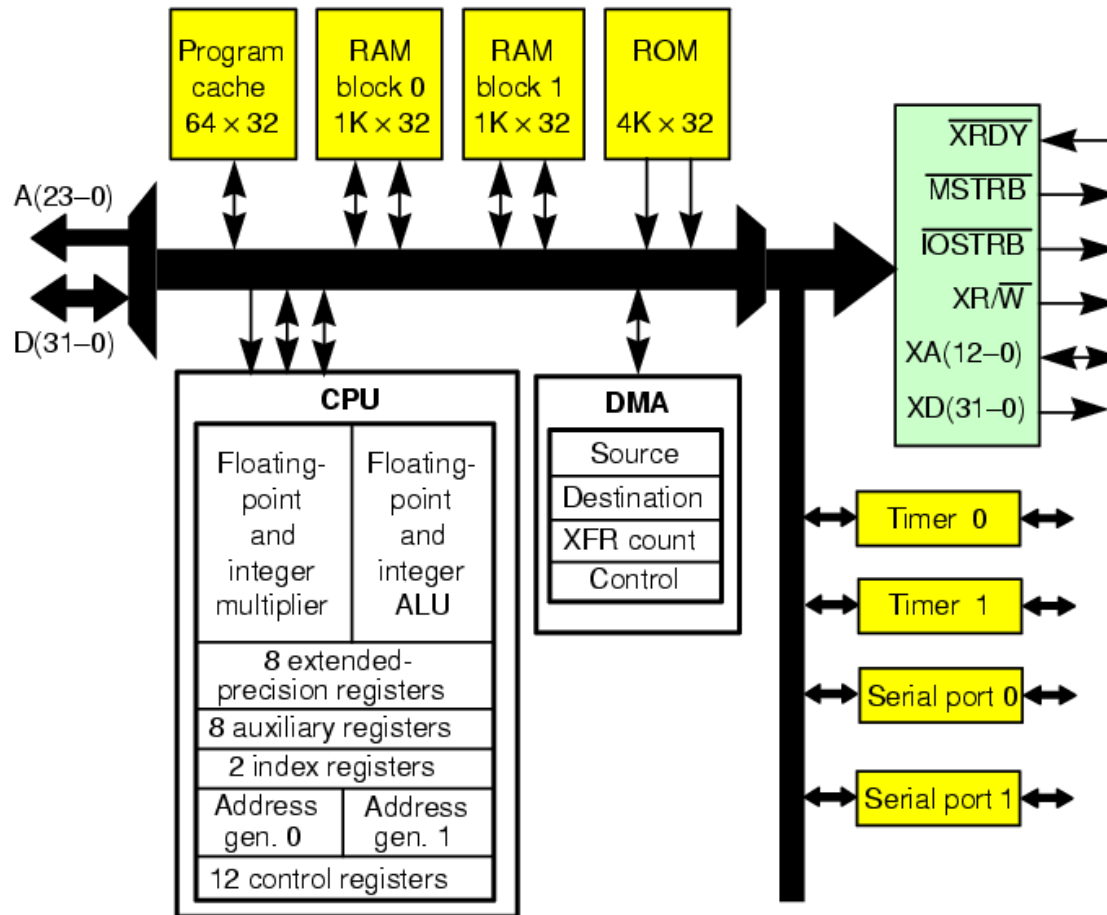 Program
cache
64 × 32
RAM
block 0
1K × 32
RAM
block 1
1K × 32
ROM
4K × 32
A(23–0)
D(31–0)
X̅R̅D̅Y̅
M̅S̅T̅R̅B̅
I̅O̅S̅T̅R̅B̅
XR/W̅
XA(12–0)
XD(31–0)
CPU
Floating-
point
and
integer
multiplier
Floating-
point
and
integer
ALU
8 extended-
precision registers
8 auxiliary registers
2 index registers
Address
gen. 0
Address
gen. 1
12 control registers
DMA
Source
Destination
XFR count
Control
Timer 0
Timer 1
Serial port 0
Serial port 1